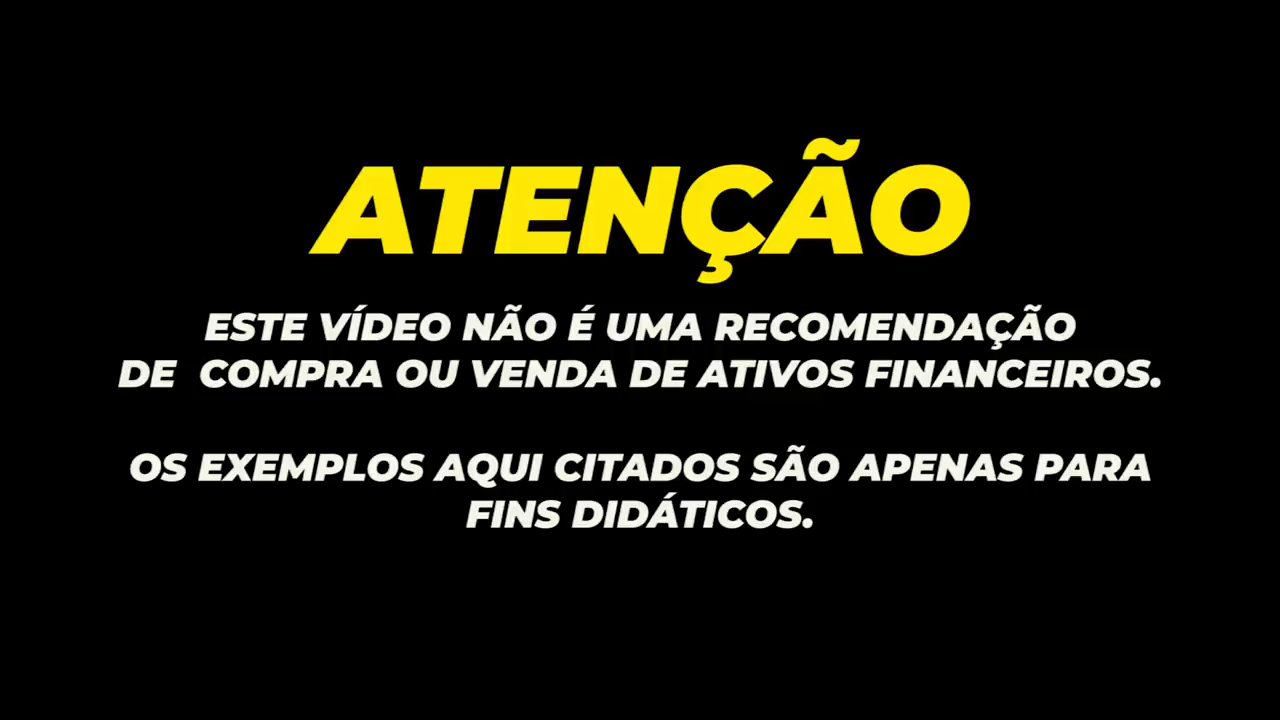 ATENÇÃO
ESTE VÍDEO NÃO É UMA RECOMENDAÇÃO
DE COMPRA OU VENDA DE ATIVOS FINANCEIROS.
OS EXEMPLOS AQUI CITADOS SÃO APENAS PARA
FINS DIDÁTICOS.